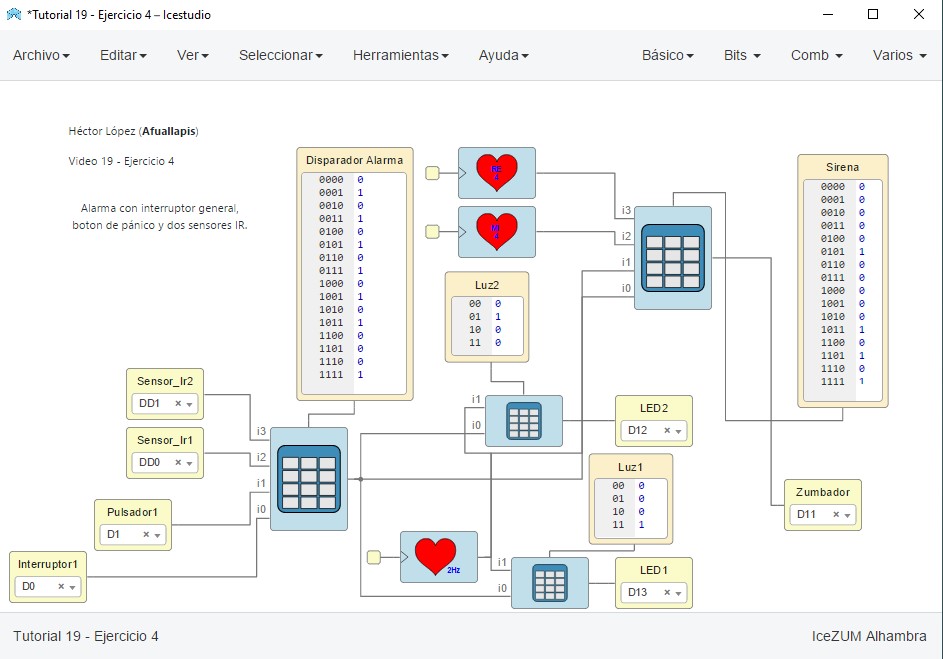 *Tutorial 19 - Ejercicio 4 – Icestudio
Archivo Editar Ver Seleccionar Herramientas Ayuda Básico Bits Comb Varios
Héctor López (Afuallapis)
Video 19 - Ejercicio 4
Alarma con interruptor general,
boton de pánico y dos sensores IR.
Disparador Alarma
0000 0
0001 1
0010 0
0011 1
0100 0
0101 1
0110 0
0111 1
1000 0
1001 1
1010 0
1011 1
1100 0
1101 0
1110 0
1111 1
RE
4
MI
4
Luz2
00 0
01 1
10 0
11 0
i3
i2
i1
i0
Sirena
0000 0
0001 0
0010 0
0011 0
0100 0
0101 1
0110 0
0111 0
1000 0
1001 0
1010 0
1011 1
1100 0
1101 1
1110 0
1111 1
Sensor_Ir2
DD1 ×
Sensor_Ir1
DD0 ×
Pulsador1
D1 ×
Interruptor1
D0 ×
i3
i2
i1
i0
i1
i0
LED2
D12 ×
Luz1
00 0
01 0
10 0
11 1
Zumbador
D11 ×
2Hz
i1
i0
LED1
D13 ×
Tutorial 19 - Ejercicio 4 IceZUM Alhambra